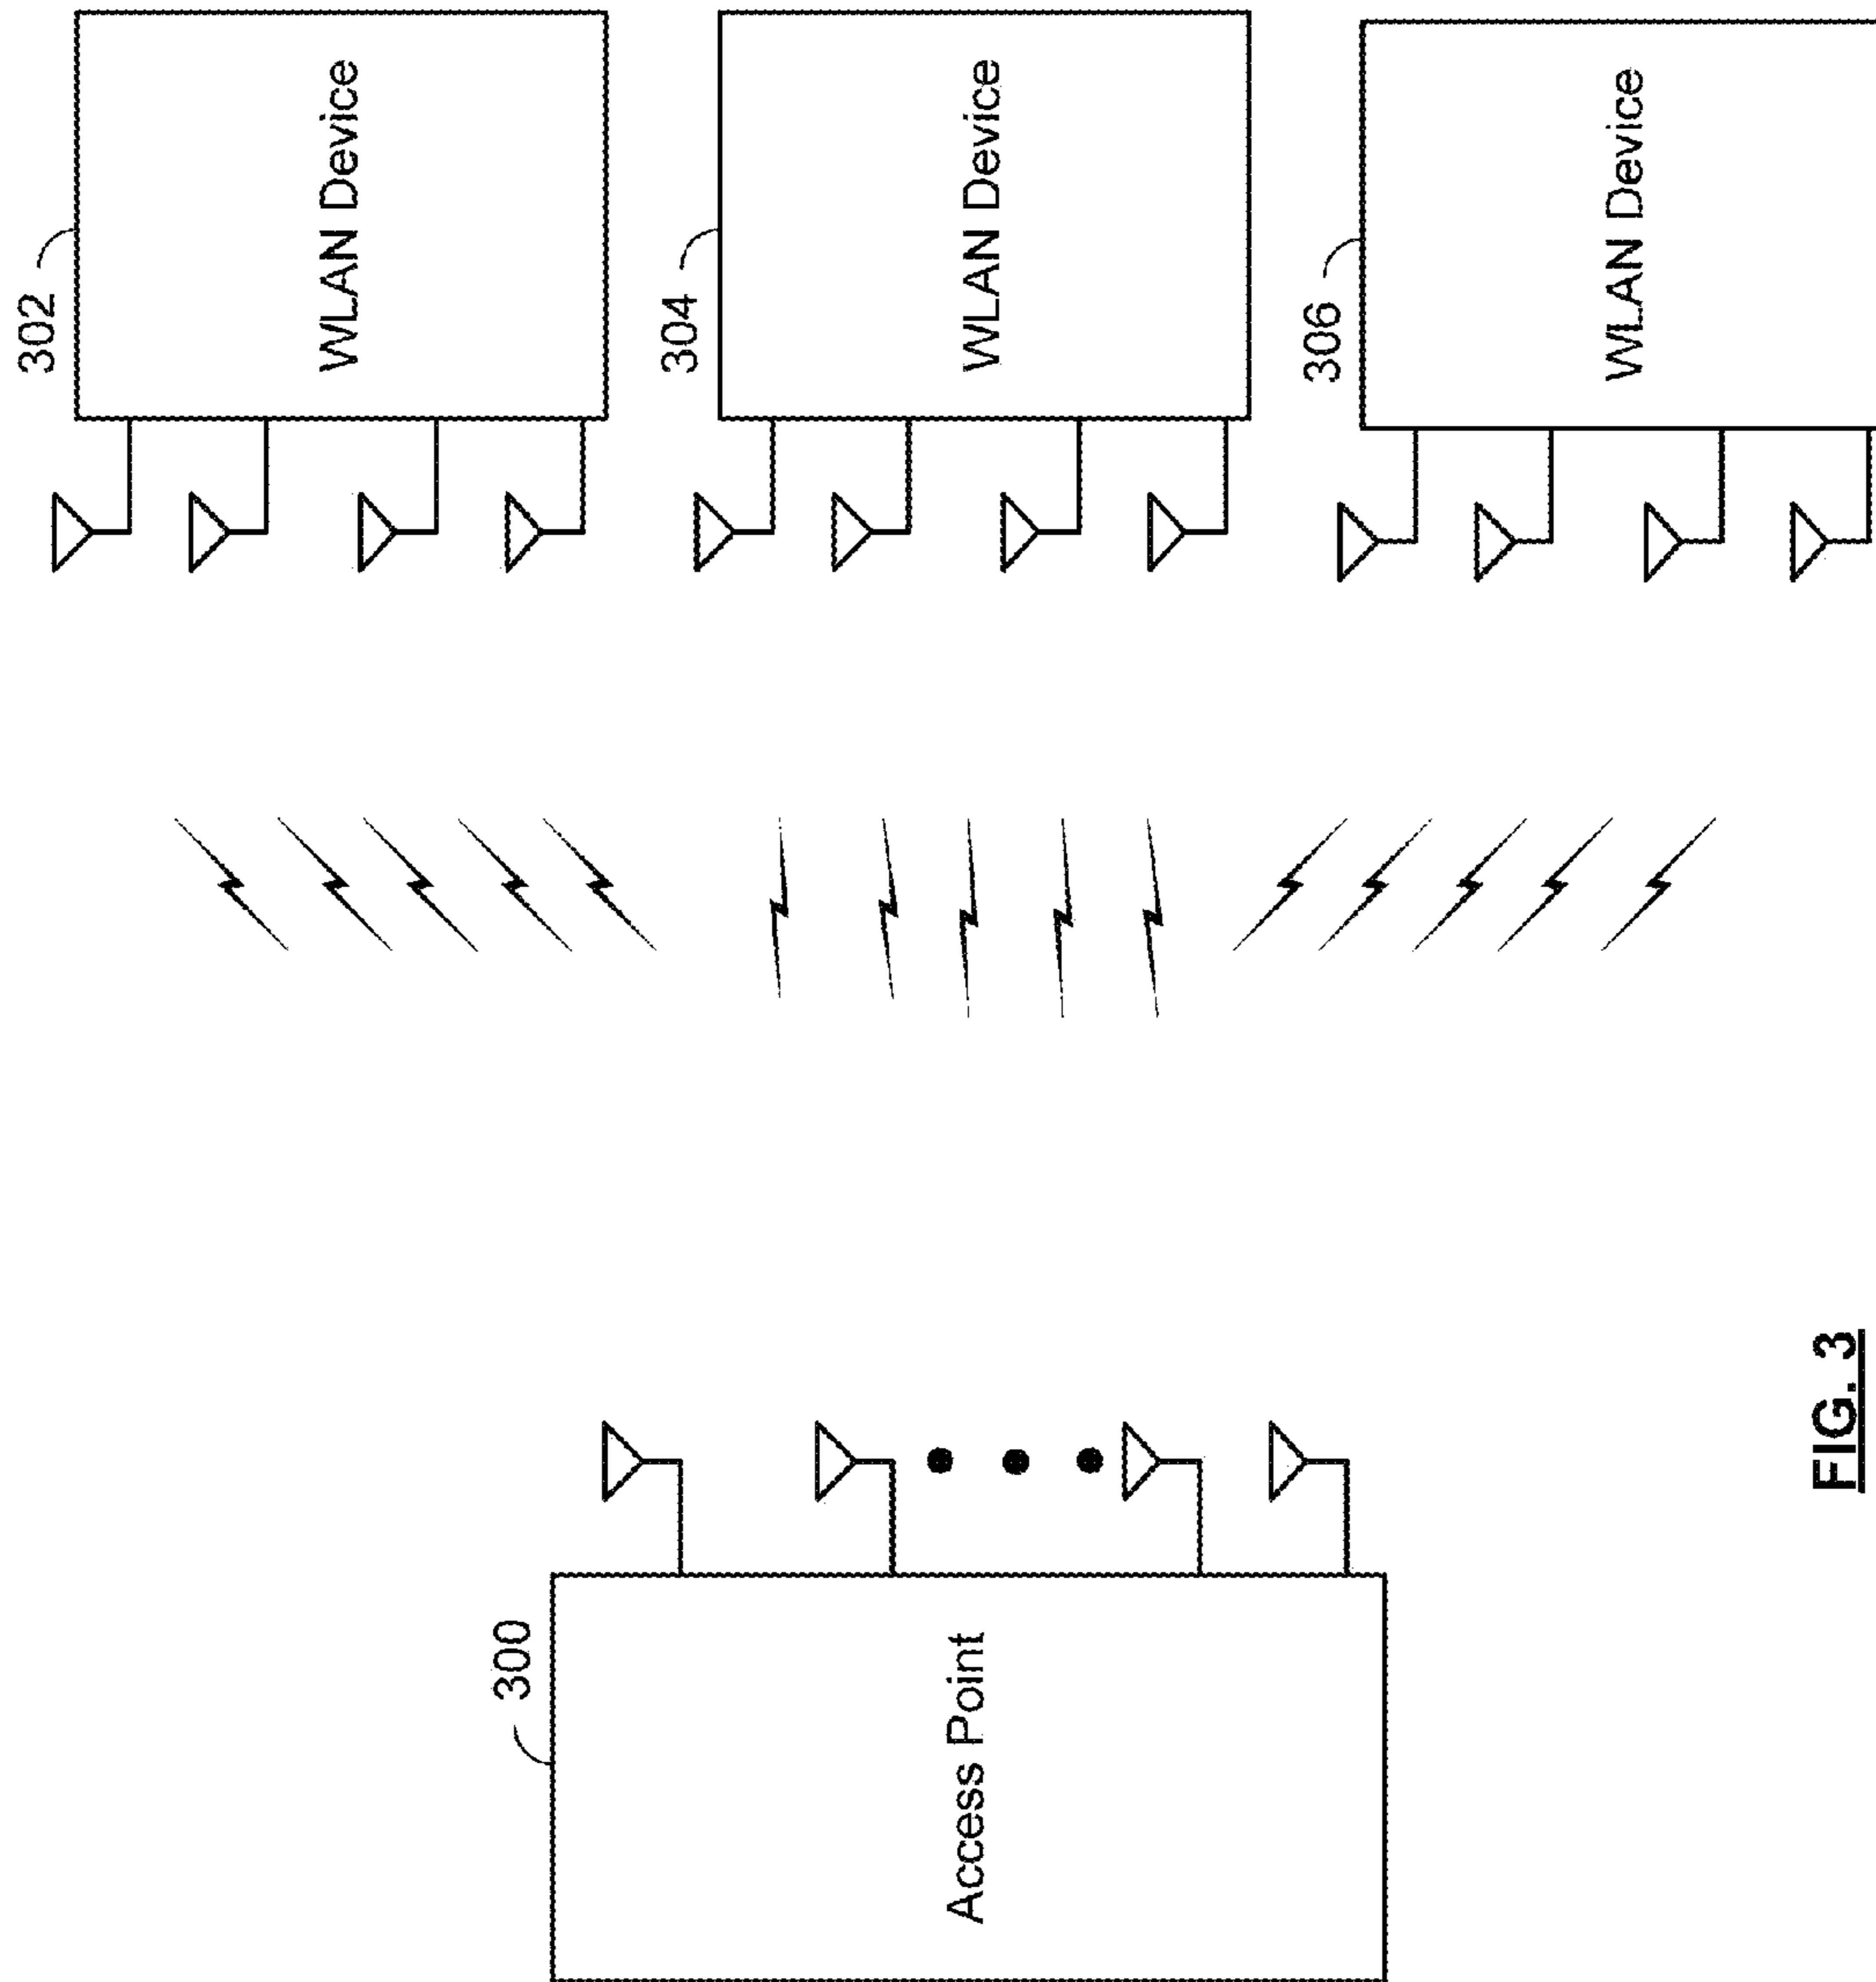 300
Access Point
302
WLAN Device
304
WLAN Device
306
WLAN Device
FIG. 3